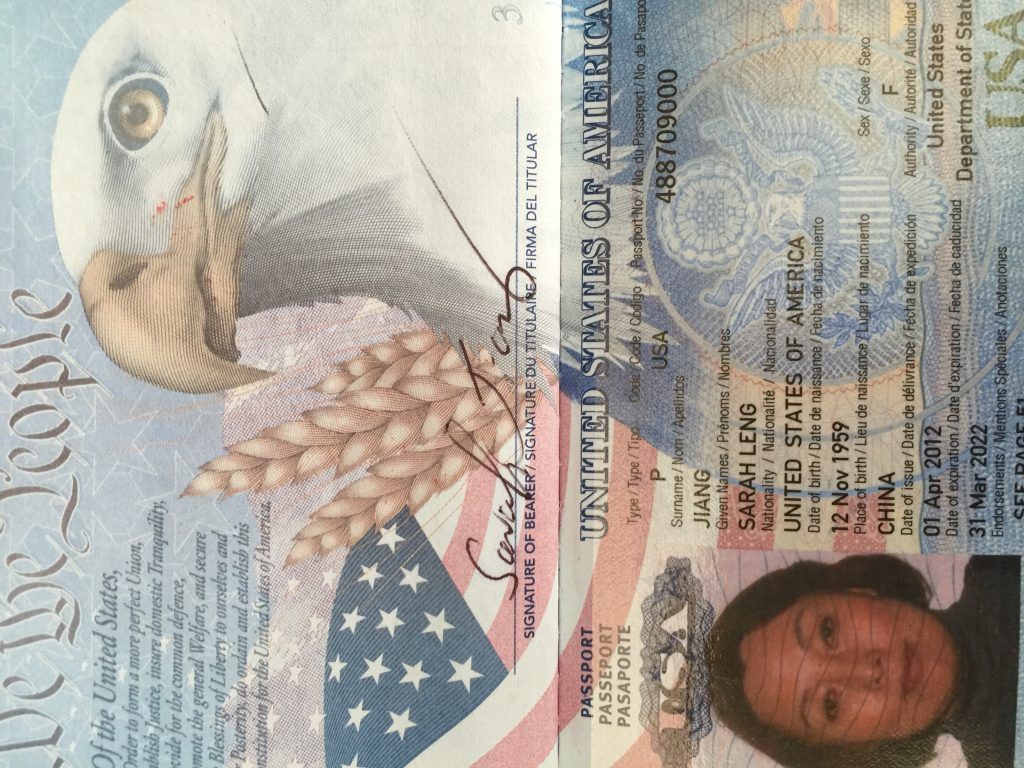 We the People
Of the United States,
Order to form a more perfect Union,
blish Justice, insure domestic Tranquility,
vide for the common defence,
mote the general Welfare, and secure
Blessings of Liberty to ourselves and
Posterity, do ordain and establish this
nstitution for the United States of America.
3
Sarah Jiang
SIGNATURE OF BEARER / SIGNATURE DU TITULAIRE / FIRMA DEL TITULAR
UNITED STATES OF AMERICA
PASSPORT
PASSEPORT
PASAPORTE
USA
Type / Type / Tipo Code / Code / Código Passport No. / No. du Passeport / No. de Pasapo
P USA 488709000
Surname / Nom / Apellidos
JIANG
Given Names / Prénoms / Nombres
SARAH LENG
Nationality / Nationalité / Nacionalidad
UNITED STATES OF AMERICA
Date of birth / Date de naissance / Fecha de nacimiento
12 Nov 1959
Place of birth / Lieu de naissance / Lugar de nacimiento Sex / Sexe / Sexo
CHINA F
Date of issue / Date de délivrance / Fecha de expedición Authority / Autorité / Autoridad
01 Apr 2012 United States
Date of expiration / Date d'expiration / Fecha de caducidad Department of State
31 Mar 2022
Endorsements / Mentions Spéciales / Anotaciones
SEE PAGE 51
USA